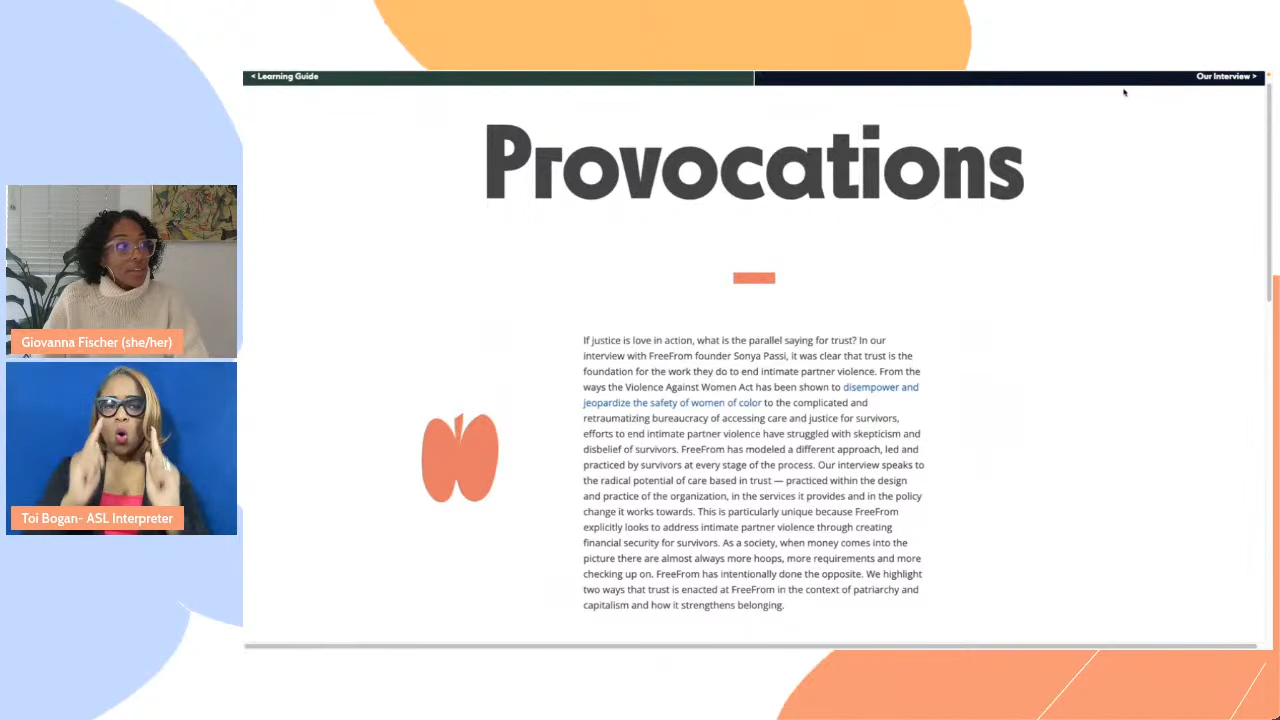 < Learning Guide
Our Interview >
Provocations
If justice is love in action, what is the parallel saying for trust? In our
interview with FreeFrom founder Sonya Passi, it was clear that trust is the
foundation for the work they do to end intimate partner violence. From the
ways the Violence Against Women Act has been shown to disempower and
jeopardize the safety of women of color to the complicated and
retraumatizing bureaucracy of accessing care and justice for survivors,
efforts to end intimate partner violence have struggled with skepticism and
disbelief of survivors. FreeFrom has modeled a different approach, led and
practiced by survivors at every stage of the process. Our interview speaks to
the radical potential of care based in trust — practiced within the design
and practice of the organization, in the services it provides and in the policy
change it works towards. This is particularly unique because FreeFrom
explicitly looks to address intimate partner violence through creating
financial security for survivors. As a society, when money comes into the
picture there are almost always more hoops, more requirements and more
checking up on. FreeFrom has intentionally done the opposite. We highlight
two ways that trust is enacted at FreeFrom in the context of patriarchy and
capitalism and how it strengthens belonging.
Giovanna Fischer (she/her)
Toi Bogan- ASL Interpreter